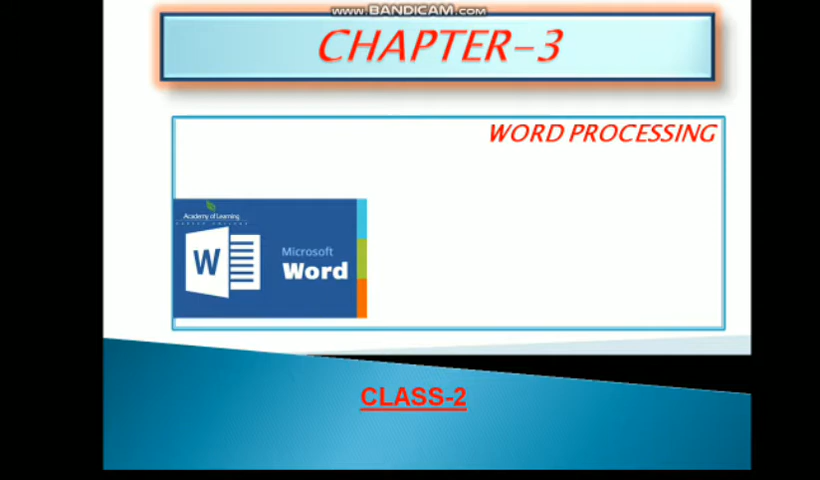 WWW.BANDICAM.COM
CHAPTER-3
WORD PROCESSING
Academy of Learning
W
Microsoft
Word
CLASS-2